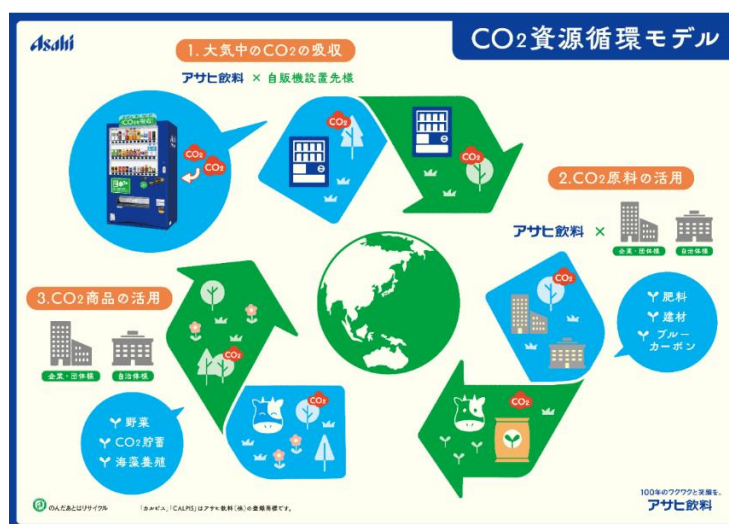 Asahi
CO2資源循環モデル
1.大気中のCO2の吸収
アサヒ飲料 × 自販機設置先様
CO2
CO2
CO2
CO2
2.CO2原料の活用
アサヒ飲料 ×
企業・団体様
自治体様
CO2
肥料
建材
ブルー
カーボン
3.CO2商品の活用
企業・団体様
自治体様
CO2
CO2
CO2
野菜
CO2貯蓄
海藻養殖
のんだあとはリサイクル
「カルピス」「CALPIS」はアサヒ飲料(株)の登録商標です。
100年のワクワクと笑顔を。
アサヒ飲料